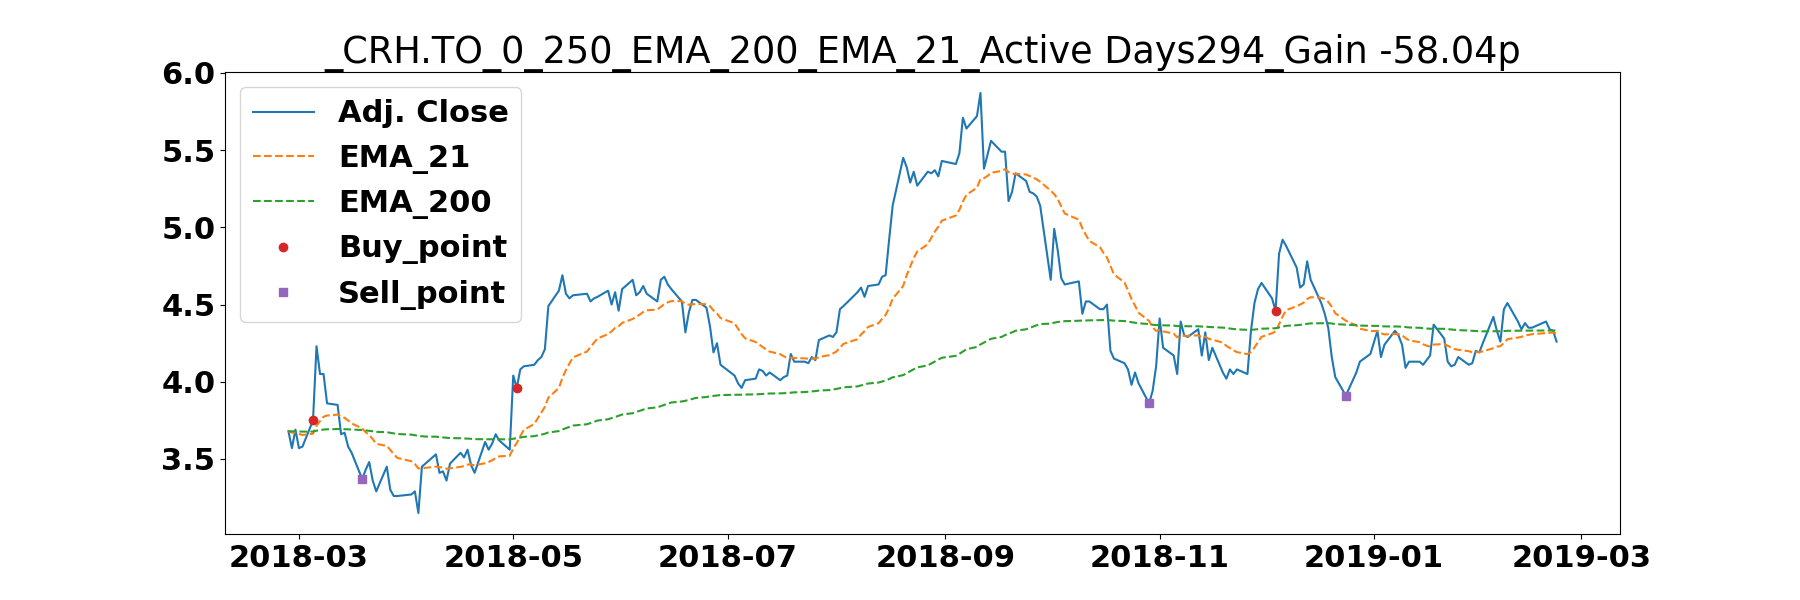 _CRH.TO_0_250_EMA_200_EMA_21_Active Days294_Gain -58.04p
6.0
5.5
5.0
4.5
4.0
3.5
Adj. Close
EMA_21
EMA_200
Buy_point
Sell_point
2018-03 2018-05 2018-07 2018-09 2018-11 2019-01 2019-03